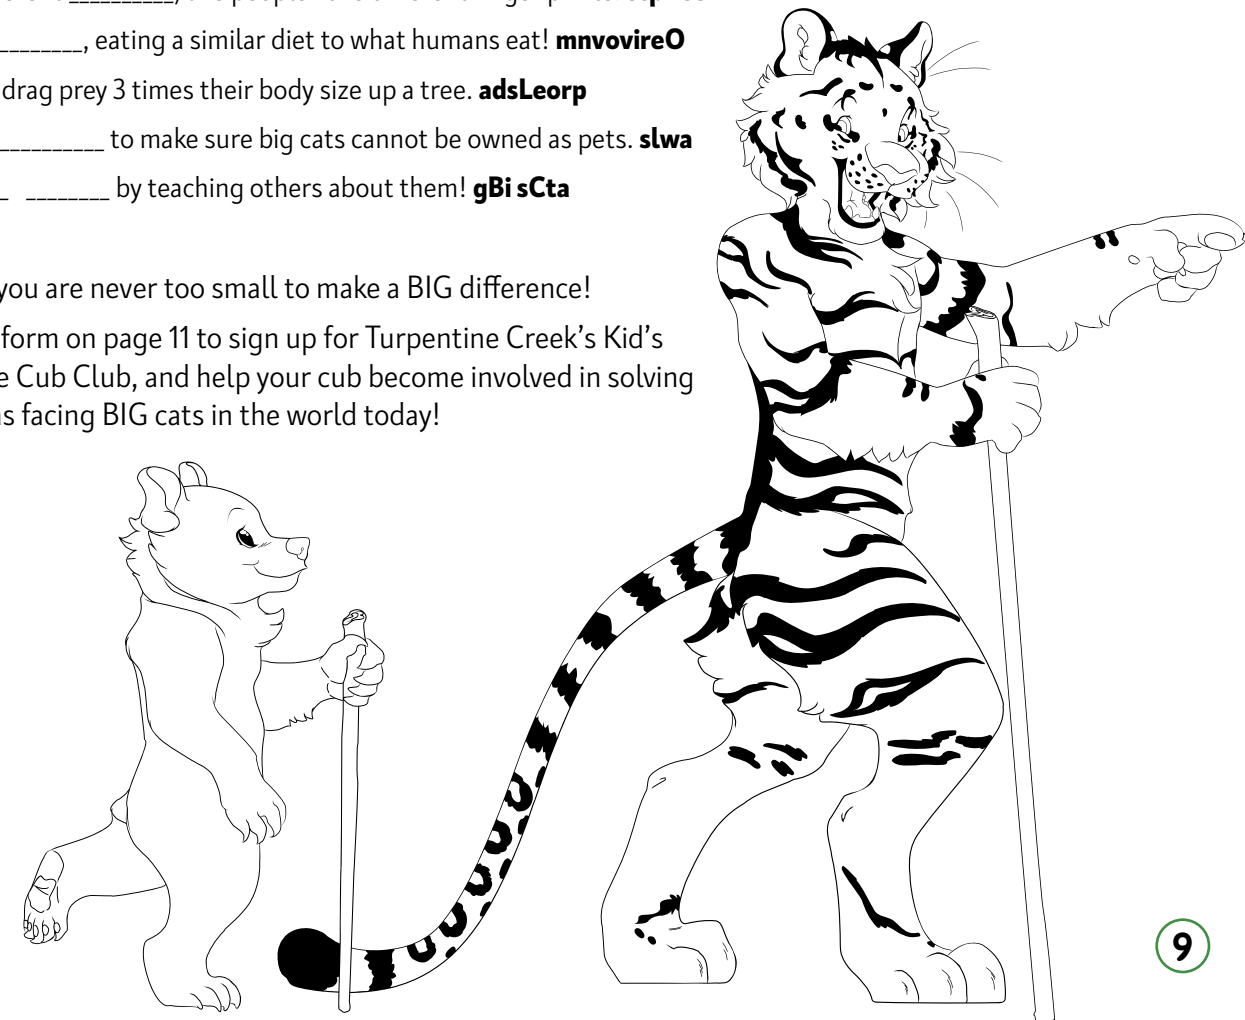 _________, eating a similar diet to what humans eat! mnvovireO
drag prey 3 times their body size up a tree. adsLeorp
__________ to make sure big cats cannot be owned as pets. slwa
_ ________ by teaching others about them! gBi sCta
you are never too small to make a BIG difference!
form on page 11 to sign up for Turpentine Creek’s Kid’s
e Cub Club, and help your cub become involved in solving
s facing BIG cats in the world today!
9